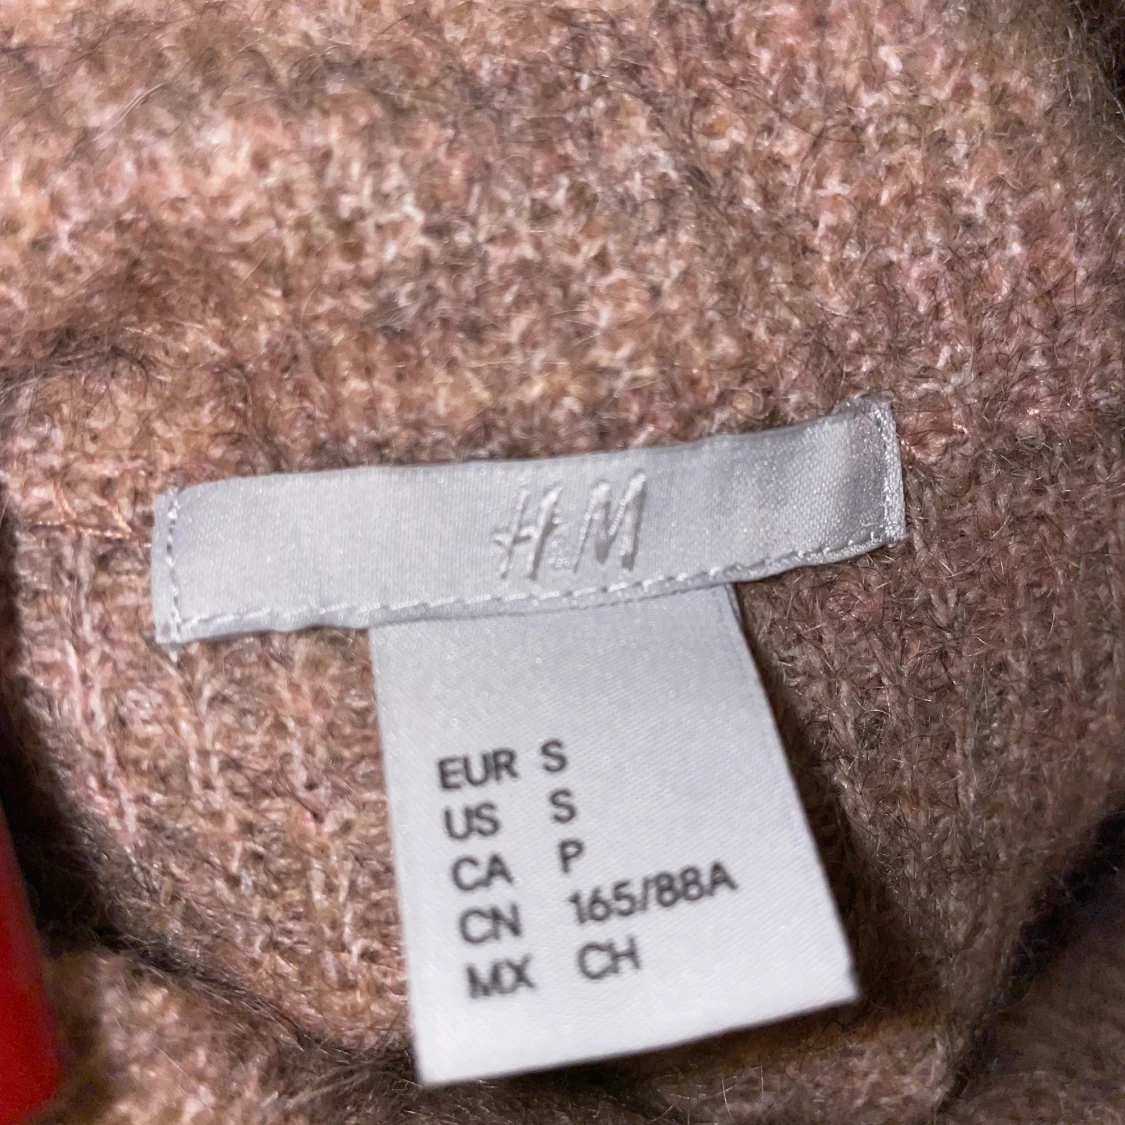 H&M
EUR S
US S
CA P
CN 165/88A
MX CH